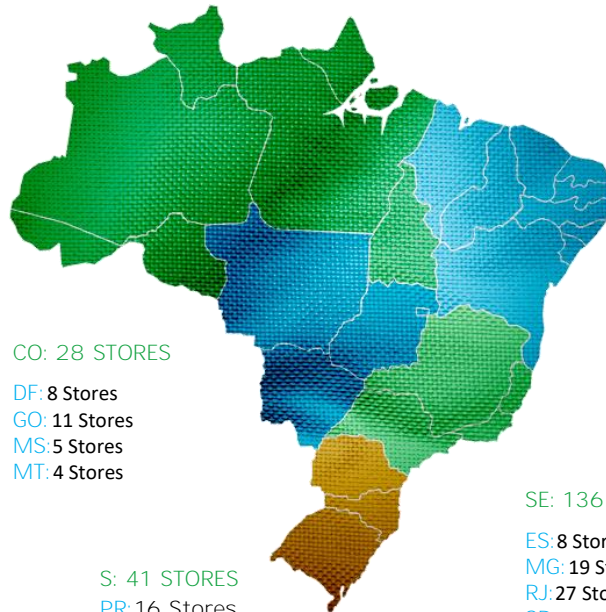 CO: 28 STORES
DF: 8 Stores
GO: 11 Stores
MS: 5 Stores
MT: 4 Stores
S: 41 STORES
PR: 16 Stores
SE: 136
ES: 8
MG: 19
RJ: 27